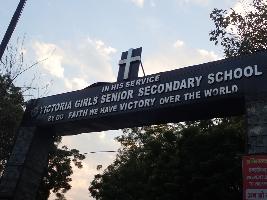 IN HIS SERVICE
VICTORIA GIRLS SENIOR SECONDARY SCHOOL
BY OUR FAITH WE HAVE VICTORY OVER THE WORLD